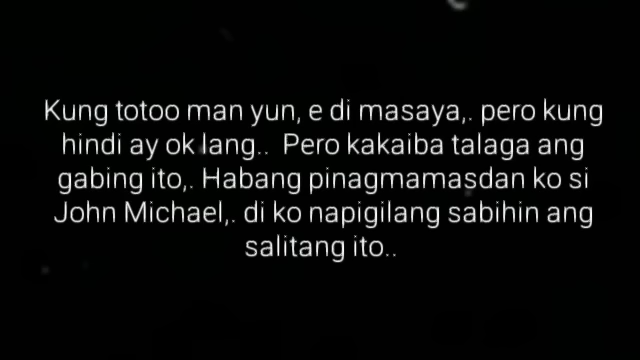 Kung totoo man yun, e di masaya,. pero kung
hindi ay ok lang..  Pero kakaiba talaga ang
gabing ito,. Habang pinagmamasdan ko si
John Michael,. di ko napigilang sabihin ang
salitang ito..